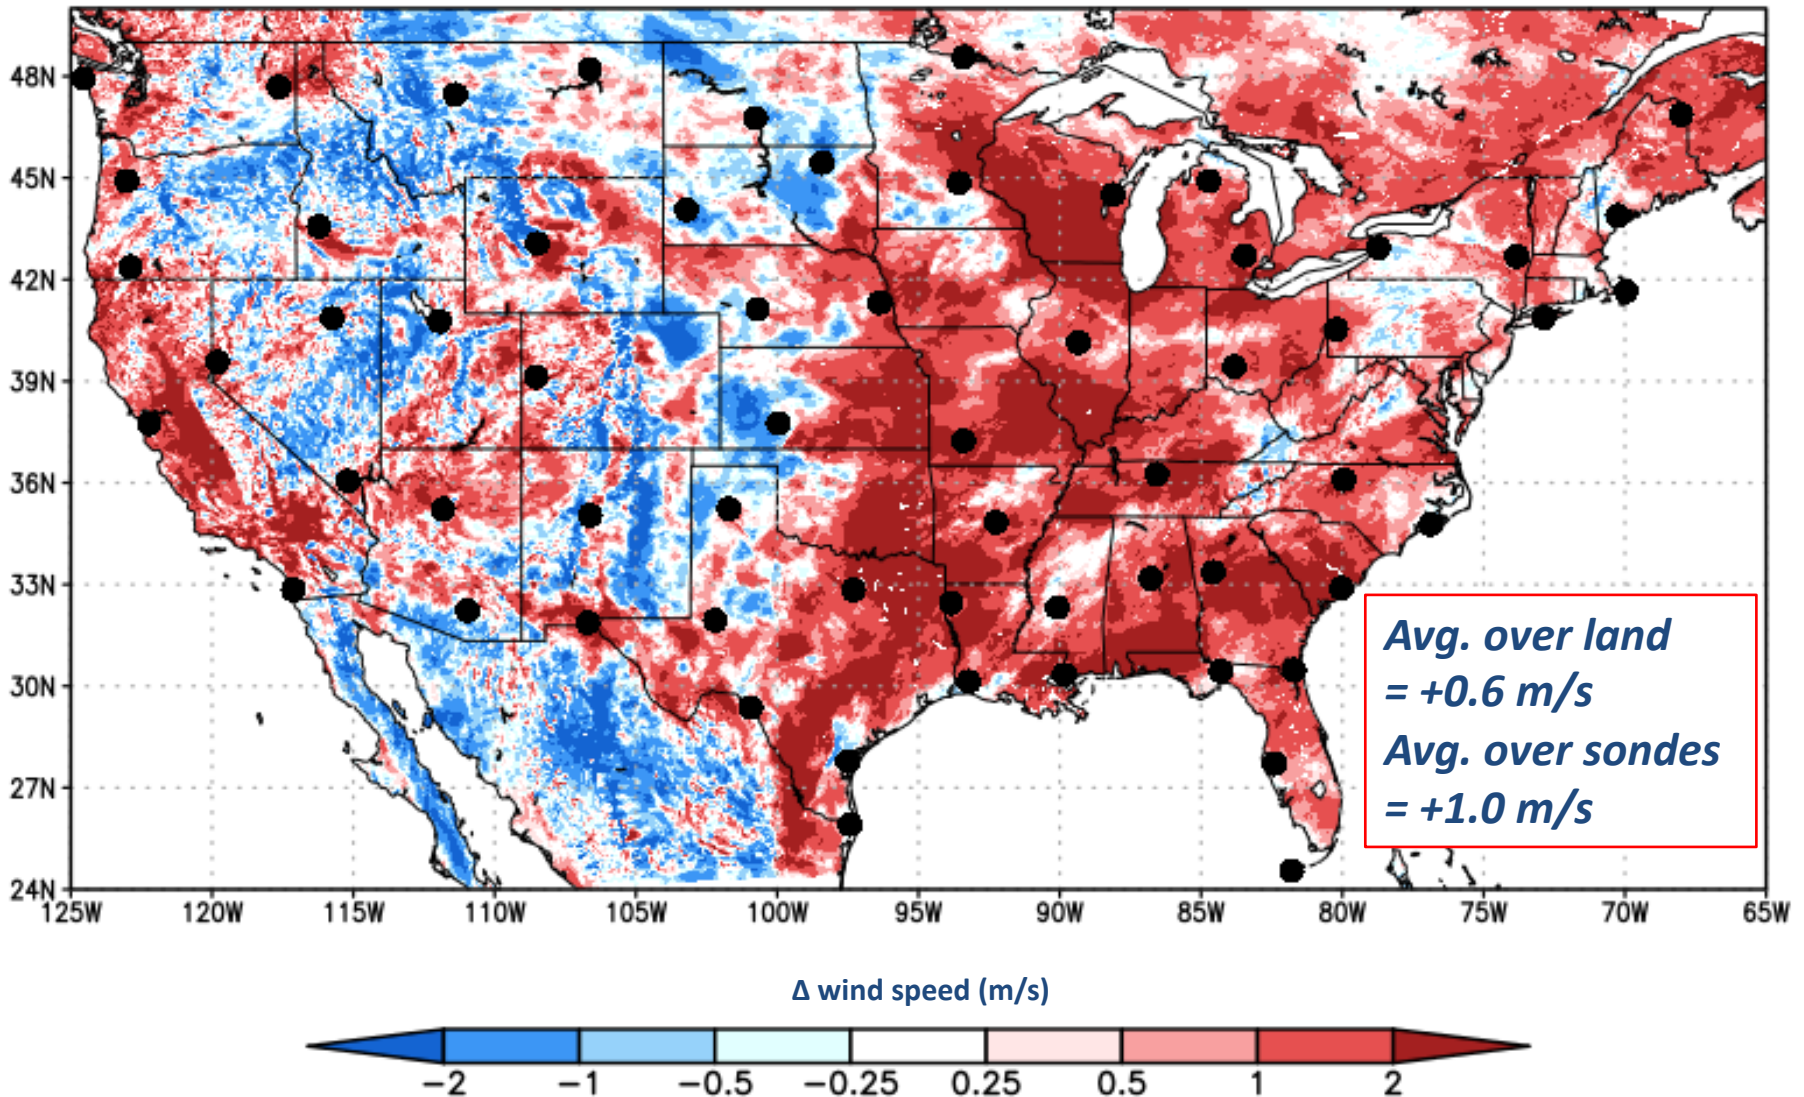 48N
45N
42N
39N
36N
33N
30N
27N
24N
125W 120W 115W 110W 105W 100W 95W 90W 85W 80W 75W 70W 65W
Avg. over land
= +0.6 m/s
Avg. over sondes
= +1.0 m/s
Δ wind speed (m/s)
−2 −1 −0.5 −0.25 0.25 0.5 1 2